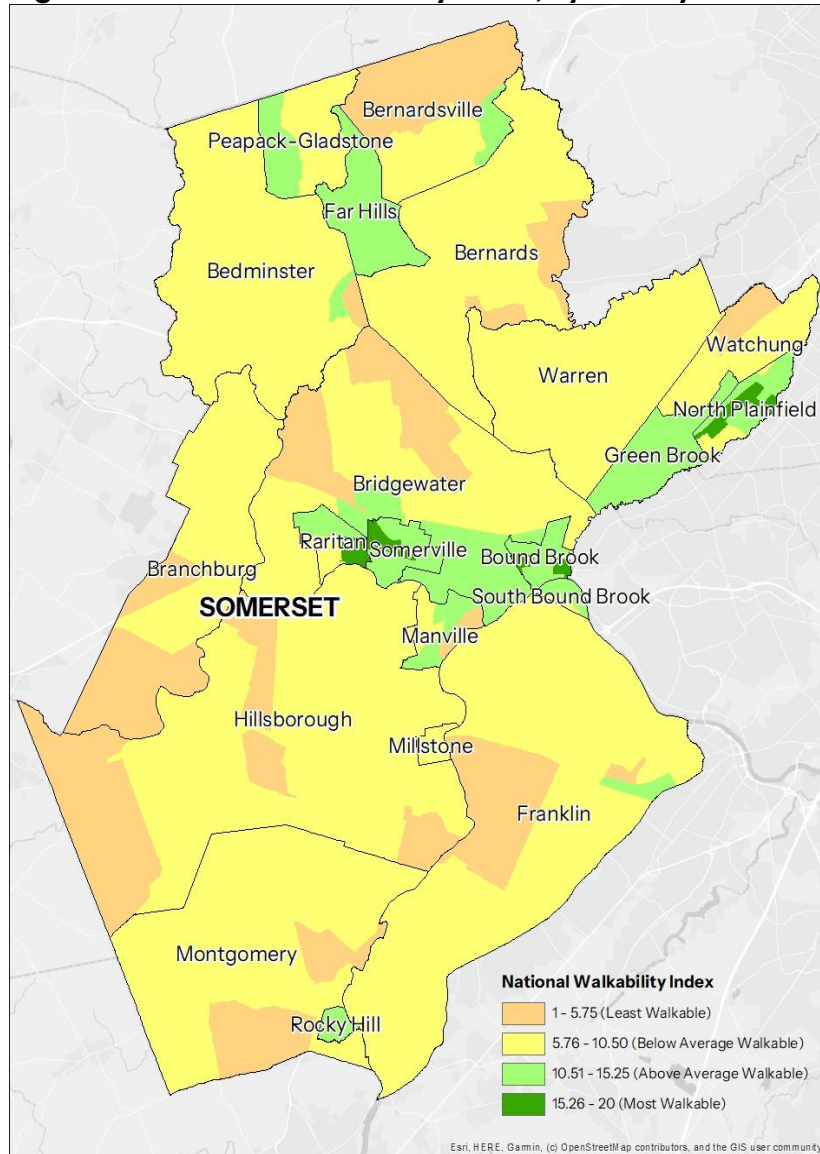 Bernardsville
Peapack-Gladstone
Far Hills
Bernards
Bedminster
Watchung
Warren
North Plainfield
Green Brook
Bridgewater
Raritan
Somerville
Bound Brook
Branchburg
South Bound Brook
SOMERSET
Manville
Hillsborough
Millstone
Franklin
Montgomery
Rocky Hill
National Walkability Index
1 - 5.75 (Least Walkable)
5.76 - 10.50 (Below Average Walkable)
10.51 - 15.25 (Above Average Walkable)
15.26 - 20 (Most Walkable)
Esri, HERE, Garmin, (c) OpenStreetMap contributors, and the GIS user community